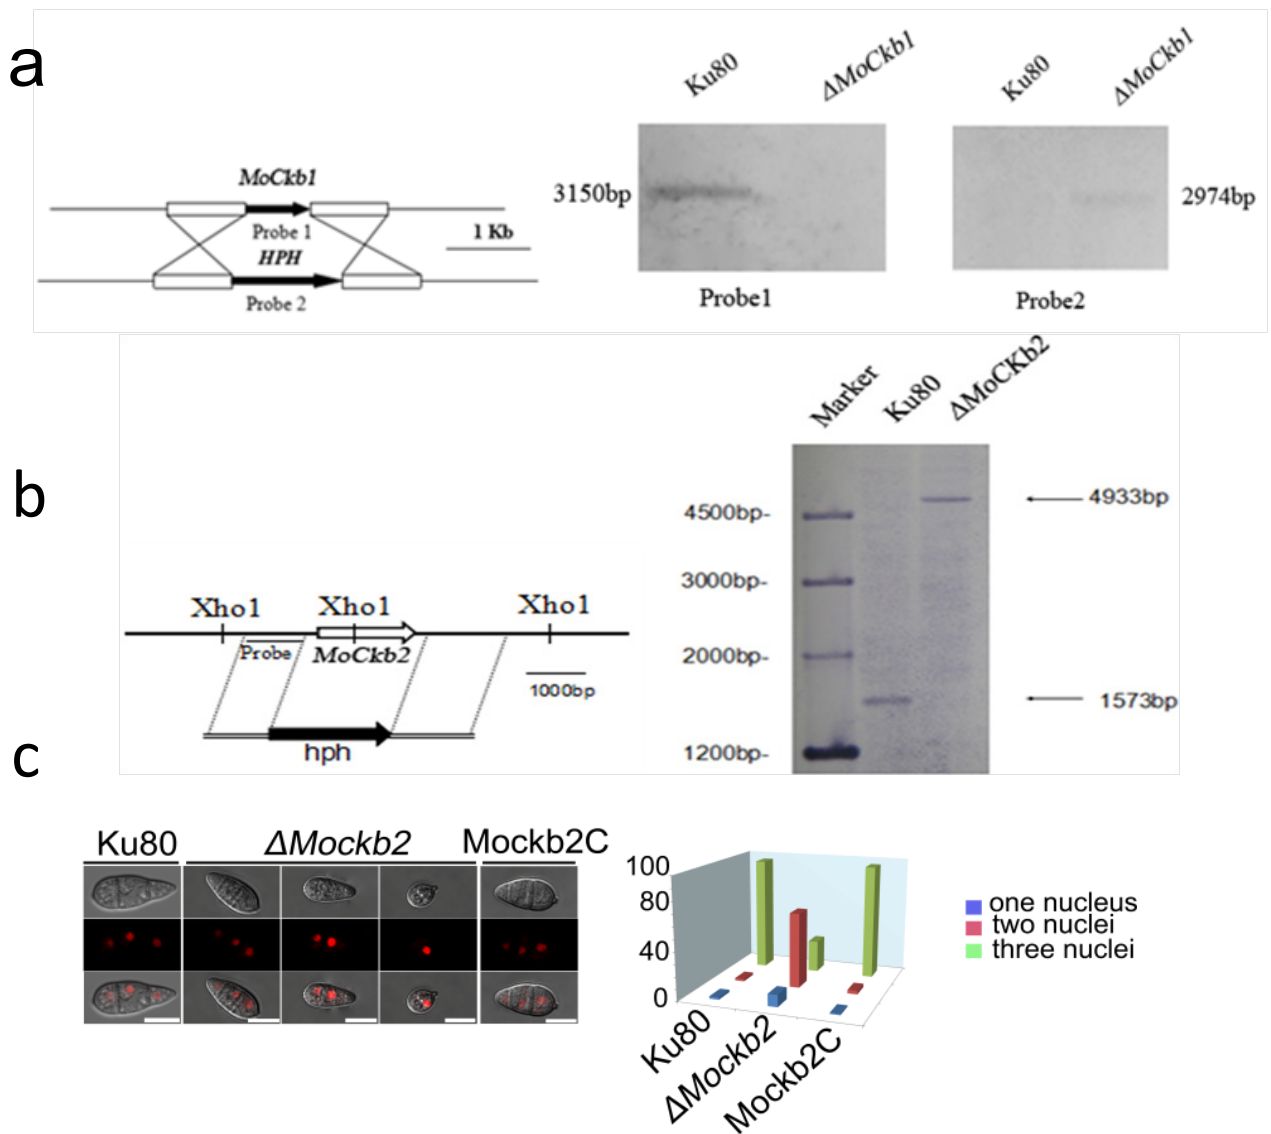 a
Ku80
ΔMoCkb1
Ku80
ΔMoCkb1
MoCkb1
Probe 1
1 Kb
HPH
Probe 2
3150bp
2974bp
Probe1
Probe2
b
Marker
Ku80
ΔMoCKb2
4500bp-
3000bp-
2000bp-
1200bp-
4933bp
1573bp
Xho1
Xho1
Xho1
Probe
MoCkb2
1000bp
hph
c
Ku80
ΔMockb2
Mockb2C
100
80
40
0
Ku80
ΔMockb2
Mockb2C
one nucleus
two nuclei
three nuclei